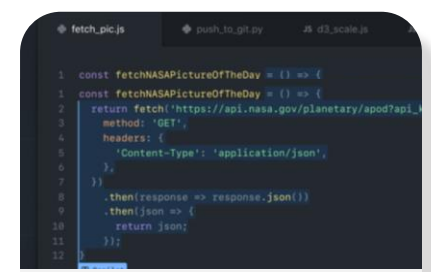 fetch_pic.js push_to_git.py JS d3_scale.js
1 const fetchNASAPictureOfTheDay = () => {
1 const fetchNASAPictureOfTheDay = () => {
2 return fetch('https://api.nasa.gov/planetary/apod?api_k
3 method: 'GET',
4 headers: {
5 'Content-Type': 'application/json',
6 },
7 })
8 .then(response => response.json())
9 .then(json => {
10 return json;
11 });
12 }